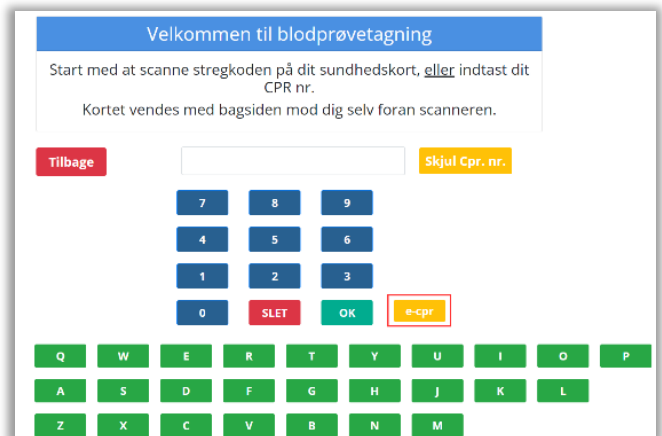 Velkommen til blodprøvetagning
Start med at scanne stregkoden på dit sundhedskort, eller indtast dit
CPR nr.
Kortet vendes med bagsiden mod dig selv foran scanneren.
Tilbage Skjul Cpr. nr.
7 8 9
4 5 6
1 2 3
0 SLET OK e-cpr
Q W E R T Y U I O P
A S D F G H J K L
Z X C V B N M